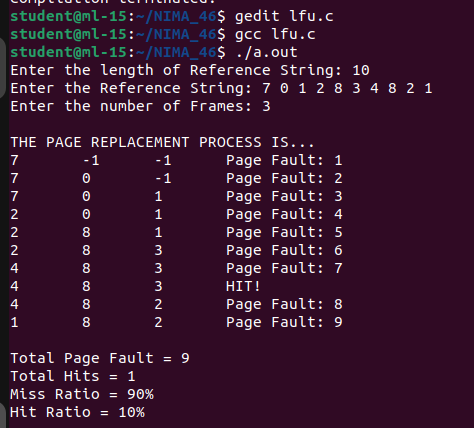 Compilation terminated.
student@ml-15:~/NIMA_46$ gedit lfu.c
student@ml-15:~/NIMA_46$ gcc lfu.c
student@ml-15:~/NIMA_46$ ./a.out
Enter the length of Reference String: 10
Enter the Reference String: 7 0 1 2 8 3 4 8 2 1
Enter the number of Frames: 3
THE PAGE REPLACEMENT PROCESS IS...
7 -1 -1 Page Fault: 1
7 0 -1 Page Fault: 2
7 0 1 Page Fault: 3
2 0 1 Page Fault: 4
2 8 1 Page Fault: 5
2 8 3 Page Fault: 6
4 8 3 Page Fault: 7
4 8 3 HIT!
4 8 2 Page Fault: 8
1 8 2 Page Fault: 9
Total Page Fault = 9
Total Hits = 1
Miss Ratio = 90%
Hit Ratio = 10%